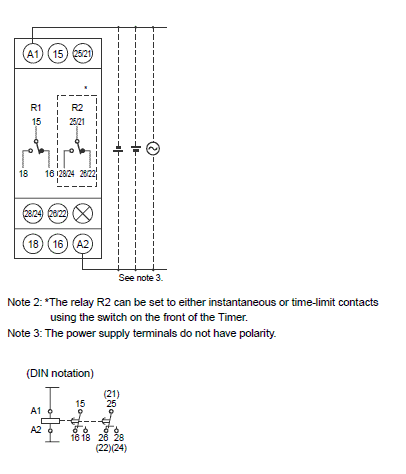 A1 15 25/21
*
R1 R2
15 25/21
18 16 28/24 26/22
28/24 26/22
18 16 A2
See note 3.
Note 2: *The relay R2 can be set to either instantaneous or time-limit contacts
using the switch on the front of the Timer.
Note 3: The power supply terminals do not have polarity.
(DIN notation)
(21)
15 25
A1
A2
16 18 26 28
(22)(24)